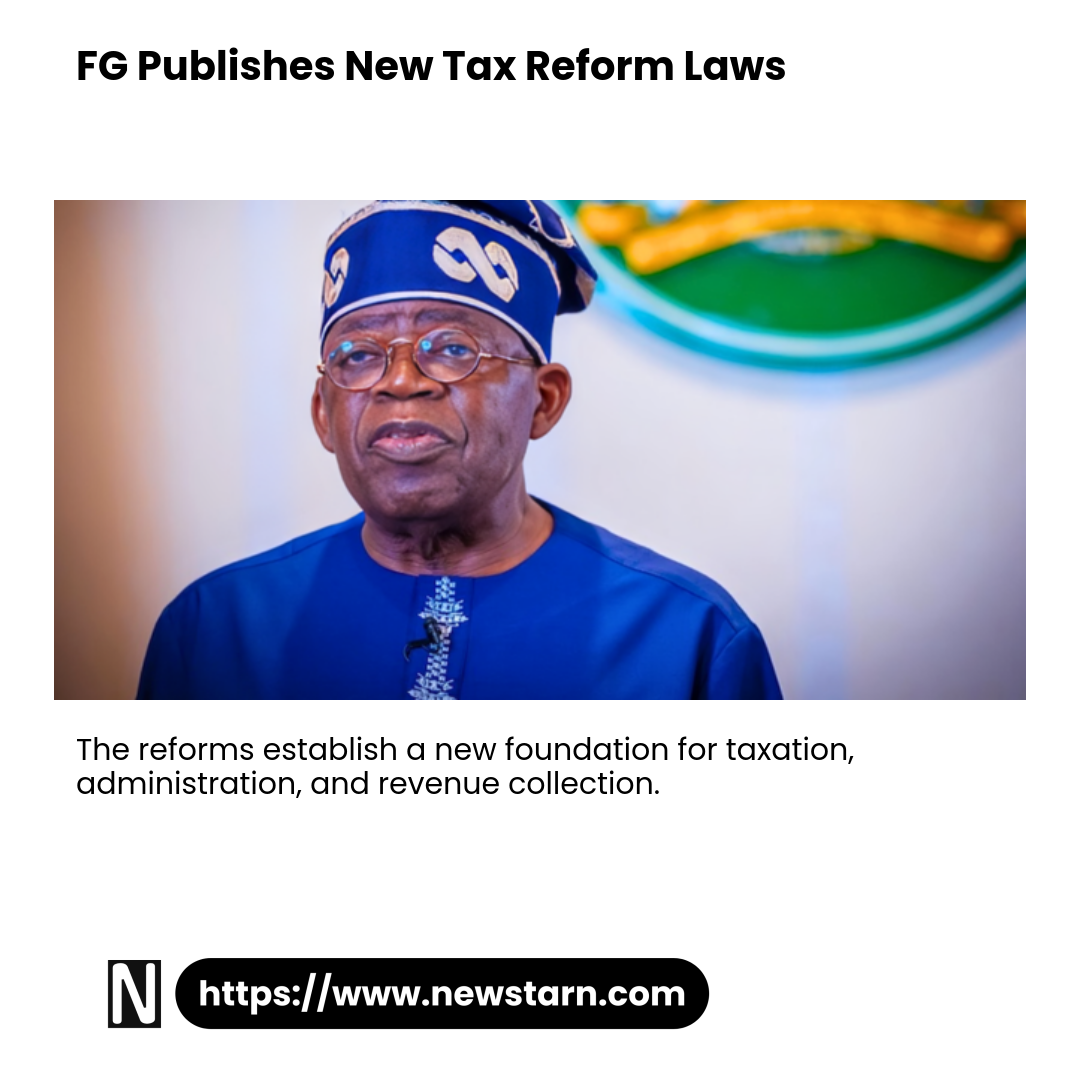 FG Publishes New Tax Reform Laws
The reforms establish a new foundation for taxation,
administration, and revenue collection.
N https://www.newstarn.com